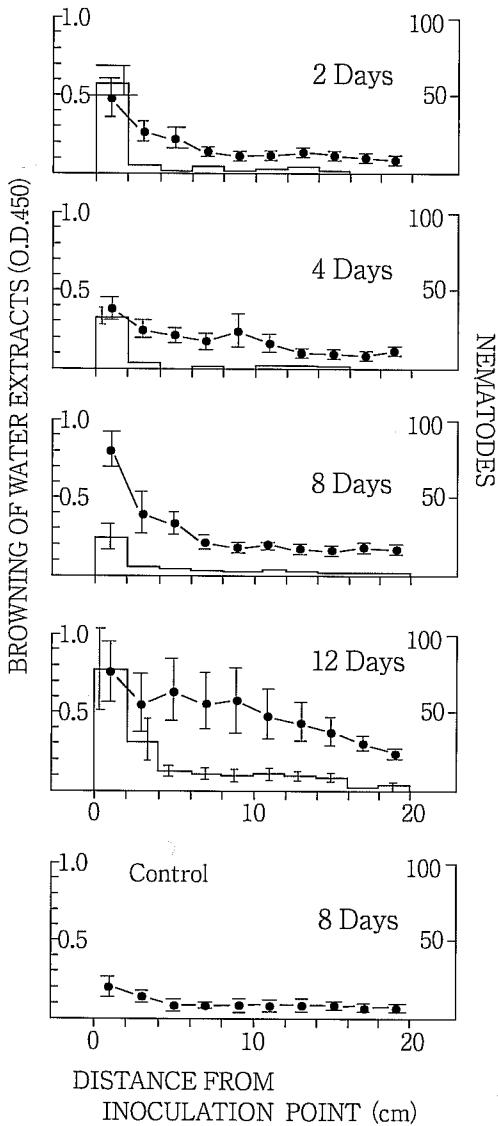 1.0
100
2 Days
0.5
50
1.0
100
4 Days
0.5
50
1.0
100
8 Days
0.5
50
1.0
100
12 Days
0.5
50
0
10
20
Control
1.0
100
8 Days
0.5
50
0
10
20
BROWNING OF WATER EXTRACTS (O.D.450)
NEMATODES
DISTANCE FROM
INOCULATION POINT (cm)